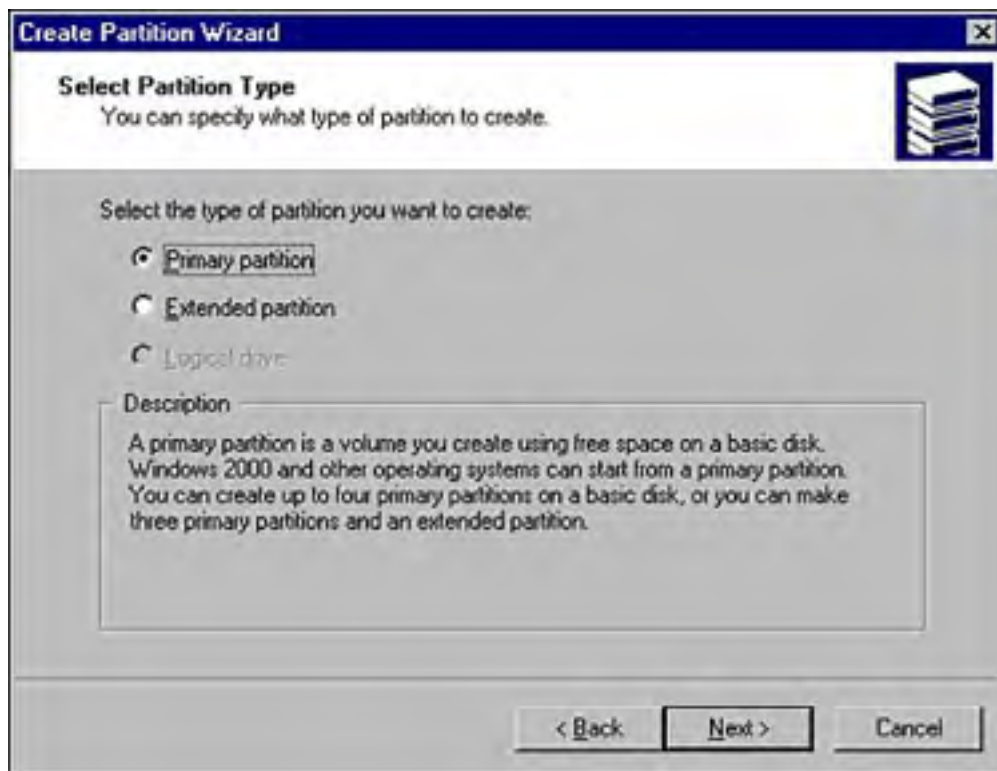 Create Partition Wizard
Select Partition Type
You can specify what type of partition to create.
Select the type of partition you want to create:
Primary partition
Extended partition
Logical drive
Description
A primary partition is a volume you create using free space on a basic disk.
Windows 2000 and other operating systems can start from a primary partition.
You can create up to four primary partitions on a basic disk, or you can make
three primary partitions and an extended partition.
< Back
Next >
Cancel